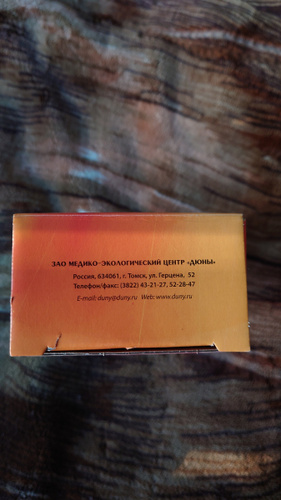 ЗАО МЕДИКО-ЭКОЛОГИЧЕСКИЙ ЦЕНТР «ДЮНЫ»
Россия, 634061, г. Томск, ул. Герцена, 52
Телефон/факс: (3822) 43-21-27, 52-28-47
E-mail: duny@duny.ru Web: www.duny.ru